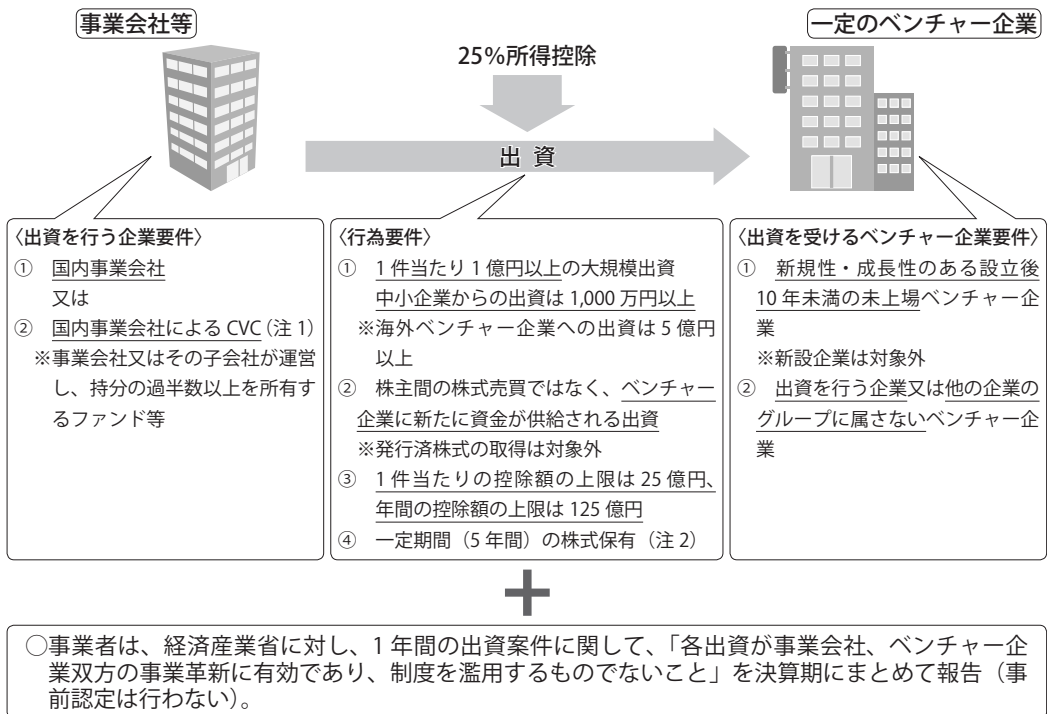 事業会社等
一定のベンチャー企業
25%所得控除
出 資
〈出資を行う企業要件〉
① 国内事業会社
又は
② 国内事業会社による CVC(注 1)
※事業会社又はその子会社が運営
し、持分の過半数以上を所有す
るファンド等
〈行為要件〉
① 1 件当たり 1 億円以上の大規模出資
中小企業からの出資は 1,000 万円以上
※海外ベンチャー企業への出資は 5 億円
以上
② 株主間の株式売買ではなく、ベンチャー
企業に新たに資金が供給される出資
※発行済株式の取得は対象外
③ 1 件当たりの控除額の上限は 25 億円、
年間の控除額の上限は 125 億円
④ 一定期間(5 年間)の株式保有(注 2)
〈出資を受けるベンチャー企業要件〉
① 新規性・成長性のある設立後
10 年未満の未上場ベンチャー企
業
※新設企業は対象外
② 出資を行う企業又は他の企業の
グループに属さないベンチャー企
業
+
○事業者は、経済産業省に対し、1 年間の出資案件に関して、「各出資が事業会社、ベンチャー企
業双方の事業革新に有効であり、制度を濫用するものでないこと」を決算期にまとめて報告(事
前認定は行わない)。